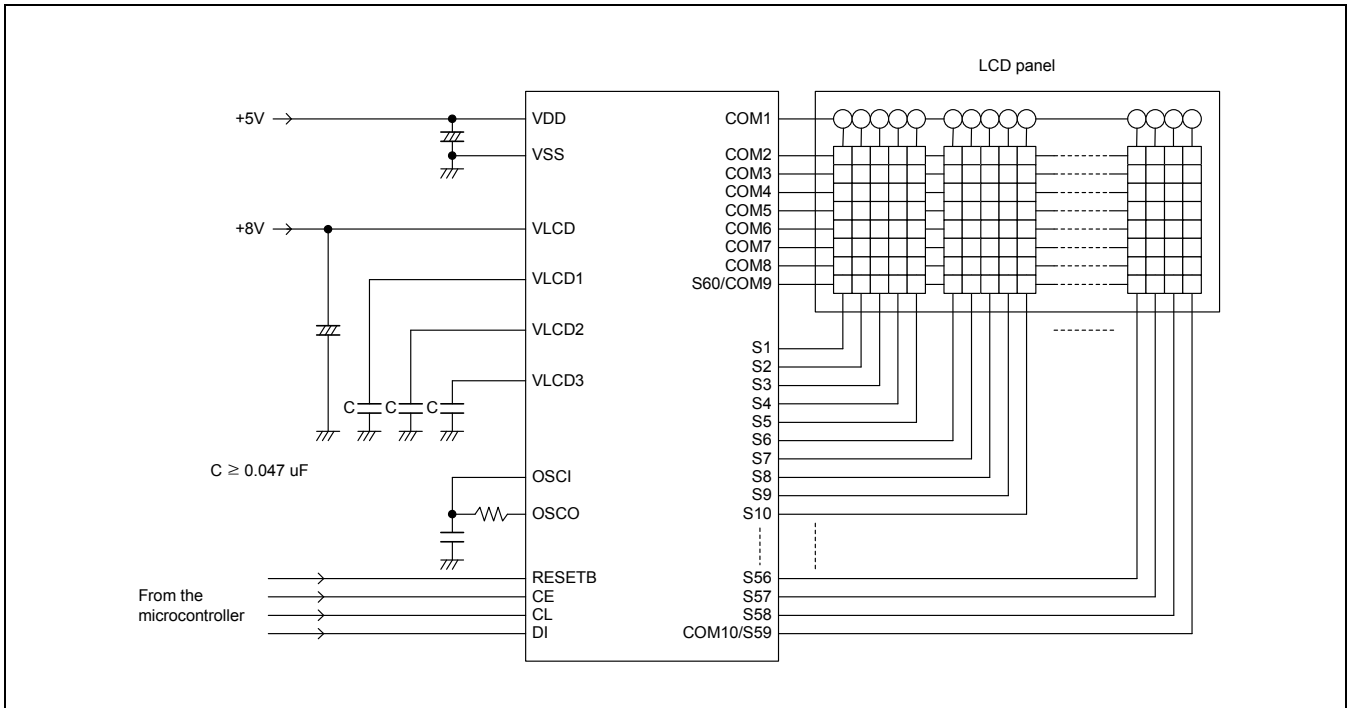 LCD panel
+5V
VDD
COM1
VSS
COM2
COM3
COM4
COM5
+8V
VLCD
COM6
COM7
COM8
VLCD1
S60/COM9
VLCD2
S1
S2
VLCD3
S3
C C C
S4
S5
S6
S7
C ≥ 0.047 uF
OSCI
S8
S9
OSCO
S10
RESETB
S56
From the
microcontroller
CE
S57
CL
S58
DI
COM10/S59